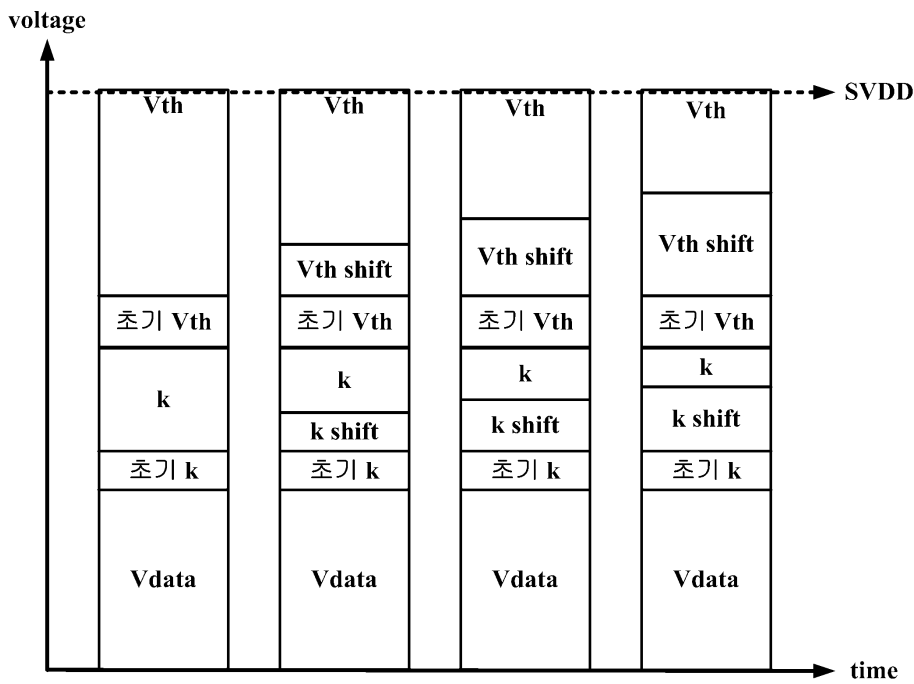 voltage
SVDD
Vth
초기 Vth
k
초기 k
Vdata
Vth
Vth shift
초기 Vth
k
k shift
초기 k
Vdata
Vth
Vth shift
초기 Vth
k
k shift
초기 k
Vdata
Vth
Vth shift
초기 Vth
k
k shift
초기 k
Vdata
time